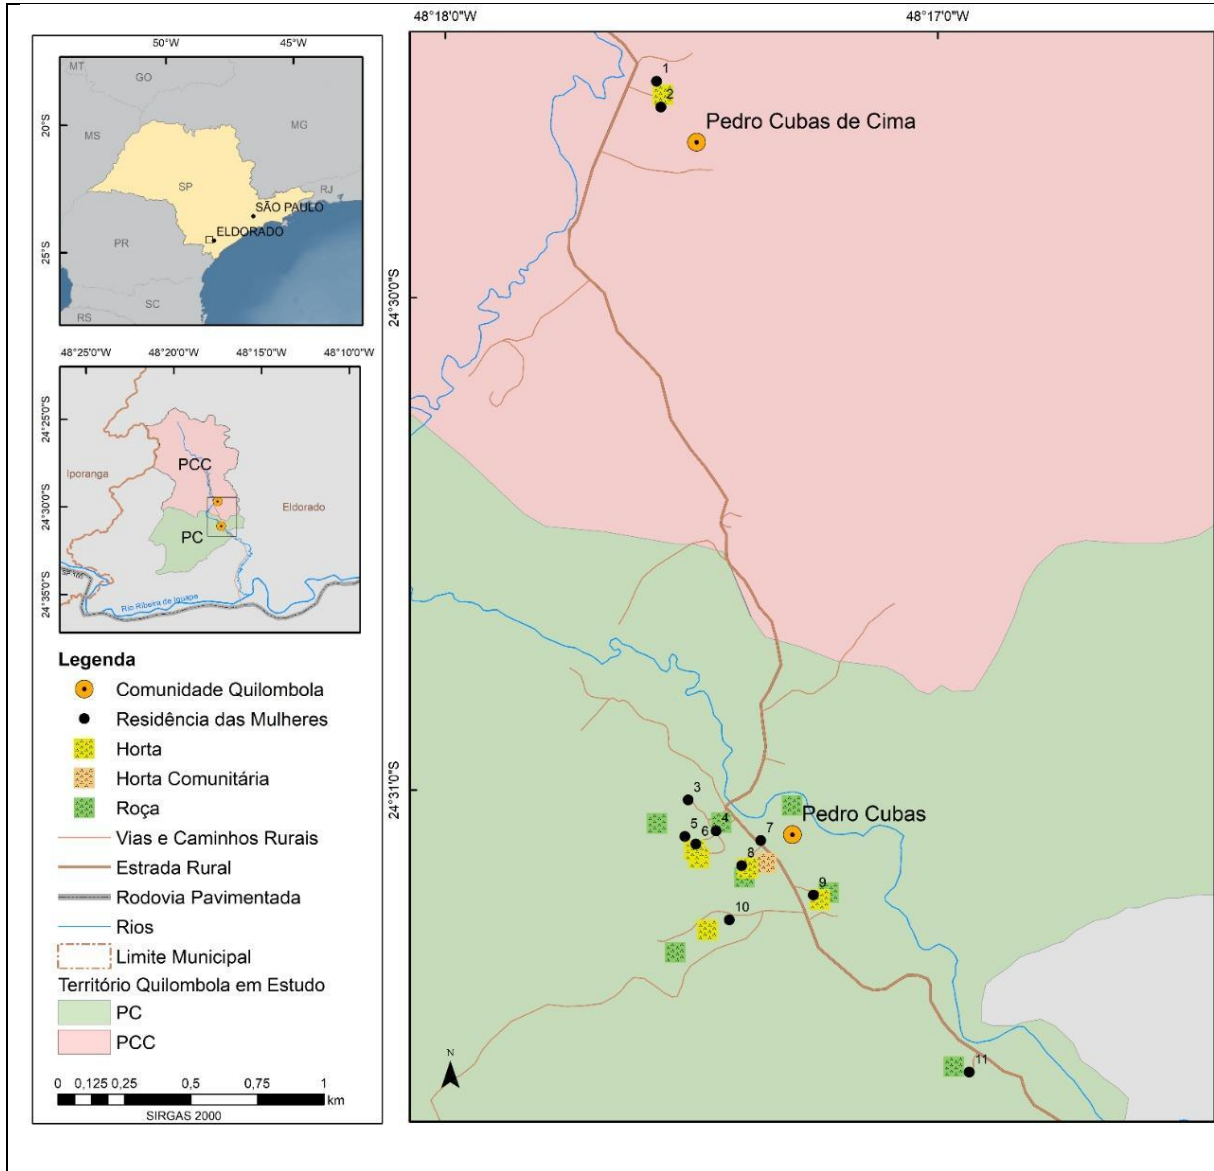 50°W 45°W
20°S
25°S
MT
GO
MG
MS
SP
RJ
SÃO PAULO
ELDORADO
PR
SC
RS
48°25'0"W 48°20'0"W 48°15'0"W 48°10'0"W
24°25'0"S
24°30'0"S
24°35'0"S
PCC
Iporanga
Eldorado
PC
SP 165
Rio Ribeira de Iguape
Legenda
Comunidade Quilombola
Residência das Mulheres
Horta
Horta Comunitária
Roça
Vias e Caminhos Rurais
Estrada Rural
Rodovia Pavimentada
Rios
Limite Municipal
Território Quilombola em Estudo
PC
PCC
0 0,125 0,25 0,5 0,75 1
km
SIRGAS 2000
48°18'0"W 48°17'0"W
24°30'0"S
24°31'0"S
1
2
Pedro Cubas de Cima
3
Pedro Cubas
4
5
6
7
8
9
10
11
N